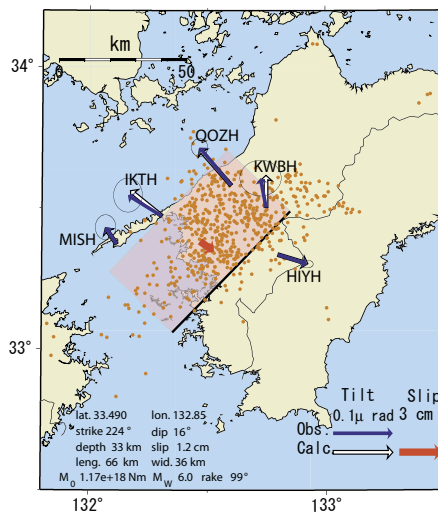 km
34°
0 50
QOZH
KWBH
IKTH
MISH
HIYH
33°
Tilt Slip
0.1μ rad 3 cm
Obs.
Calc.
lat. 33.490 lon. 132.85
strike 224° dip 16°
depth 33 km slip 1.2 cm
leng. 66 km wid. 36 km
M0 1.17e+18 Nm MW 6.0 rake 99°
132° 133°